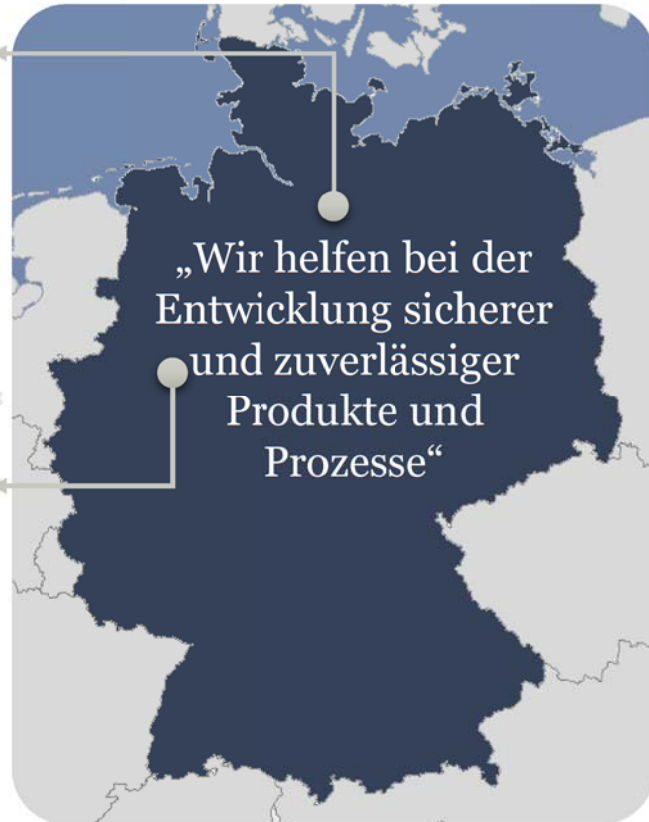 „Wir helfen bei der
Entwicklung sicherer
und zuverlässiger
Produkte und
Prozesse“